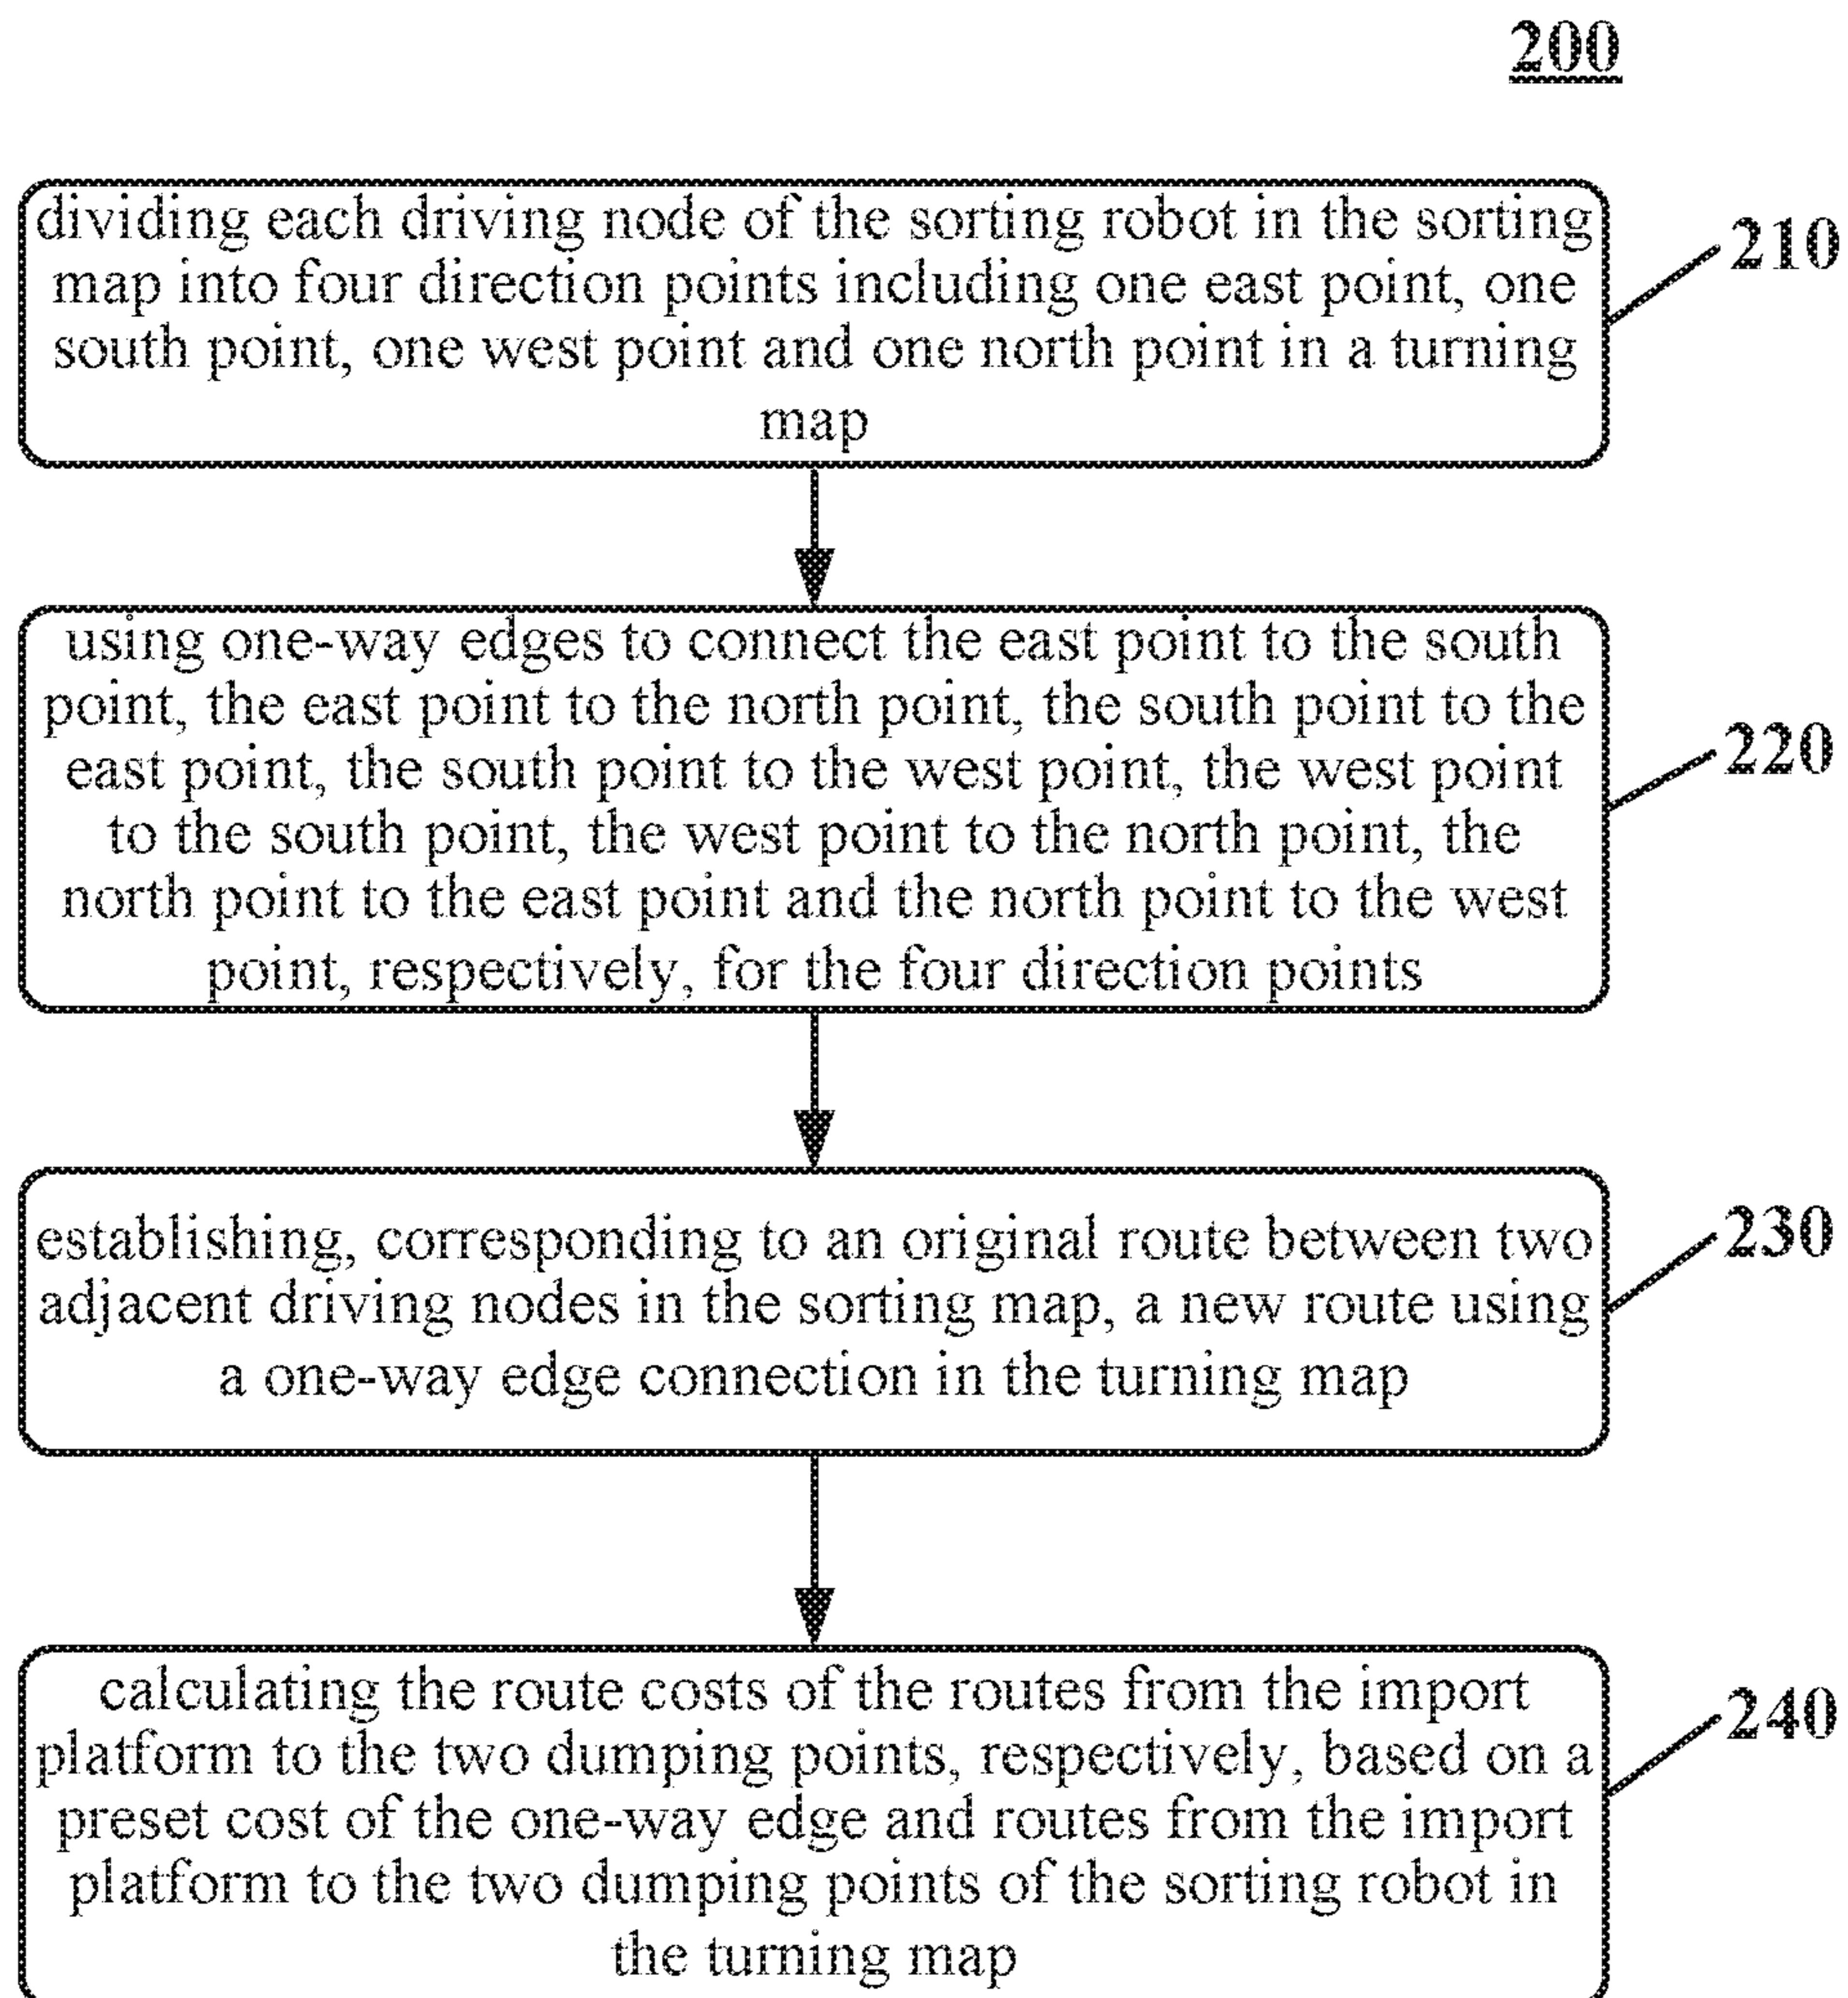 200
dividing each driving node of the sorting robot in the sorting
map into four direction points including one east point, one
south point, one west point and one north point in a turning
map
210
using one-way edges to connect the east point to the south
point, the east point to the north point, the south point to the
east point, the south point to the west point, the west point
to the south point, the west point to the north point, the
north point to the east point and the north point to the west
point, respectively, for the four direction points
220
establishing, corresponding to an original route between two
adjacent driving nodes in the sorting map, a new route using
a one-way edge connection in the turning map
230
calculating the route costs of the routes from the import
platform to the two dumping points, respectively, based on a
preset cost of the one-way edge and routes from the import
platform to the two dumping points of the sorting robot in
the turning map
240